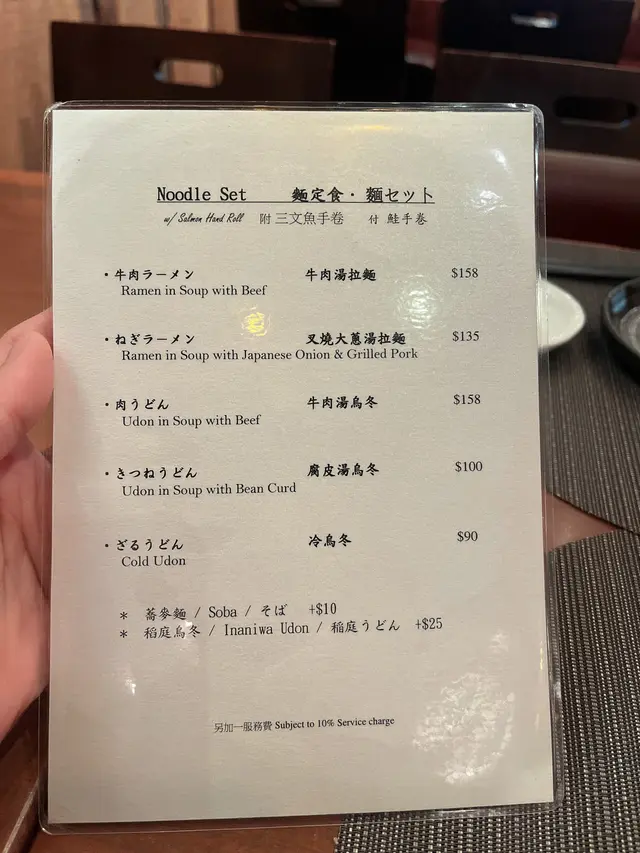 Noodle Set 麵定食・麵セット
w/ Salmon Hand Roll 附 三文魚手卷 付 鮭手巻
・牛肉ラーメン 牛肉湯拉麵 $158
Ramen in Soup with Beef
・ねぎラーメン 叉燒大蔥湯拉麵 $135
Ramen in Soup with Japanese Onion & Grilled Pork
・肉うどん 牛肉湯烏冬 $158
Udon in Soup with Beef
・きつねうどん 腐皮湯烏冬 $100
Udon in Soup with Bean Curd
・ざるうどん 冷烏冬 $90
Cold Udon
* 蕎麥麵 / Soba / そば +$10
* 稻庭烏冬 / Inaniwa Udon / 稲庭うどん +$25
另加一服務費 Subject to 10% Service charge